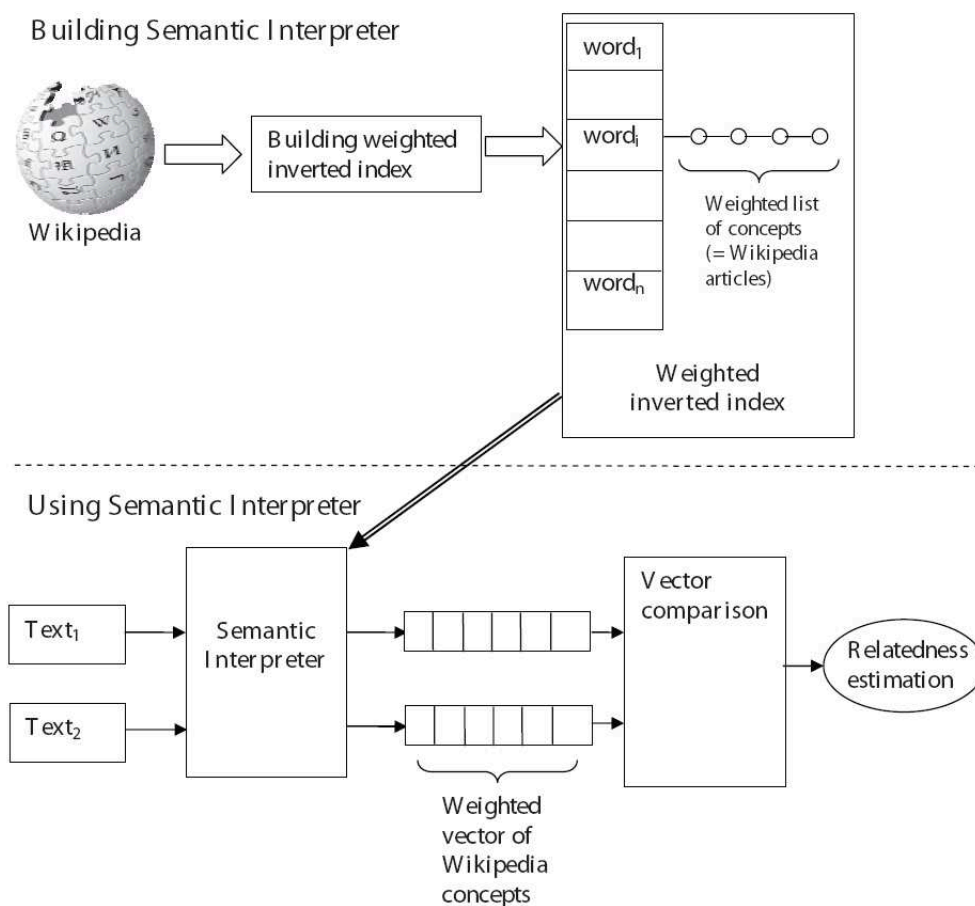 Building Semantic Interpreter
word₁
Building weighted
inverted index
wordᵢ
Wikipedia
Weighted list
of concepts
(= Wikipedia
articles)
wordₙ
Weighted
inverted index
Using Semantic Interpreter
Text₁
Semantic
Interpreter
Vector
comparison
Relatedness
estimation
Text₂
Weighted
vector of
Wikipedia
concepts